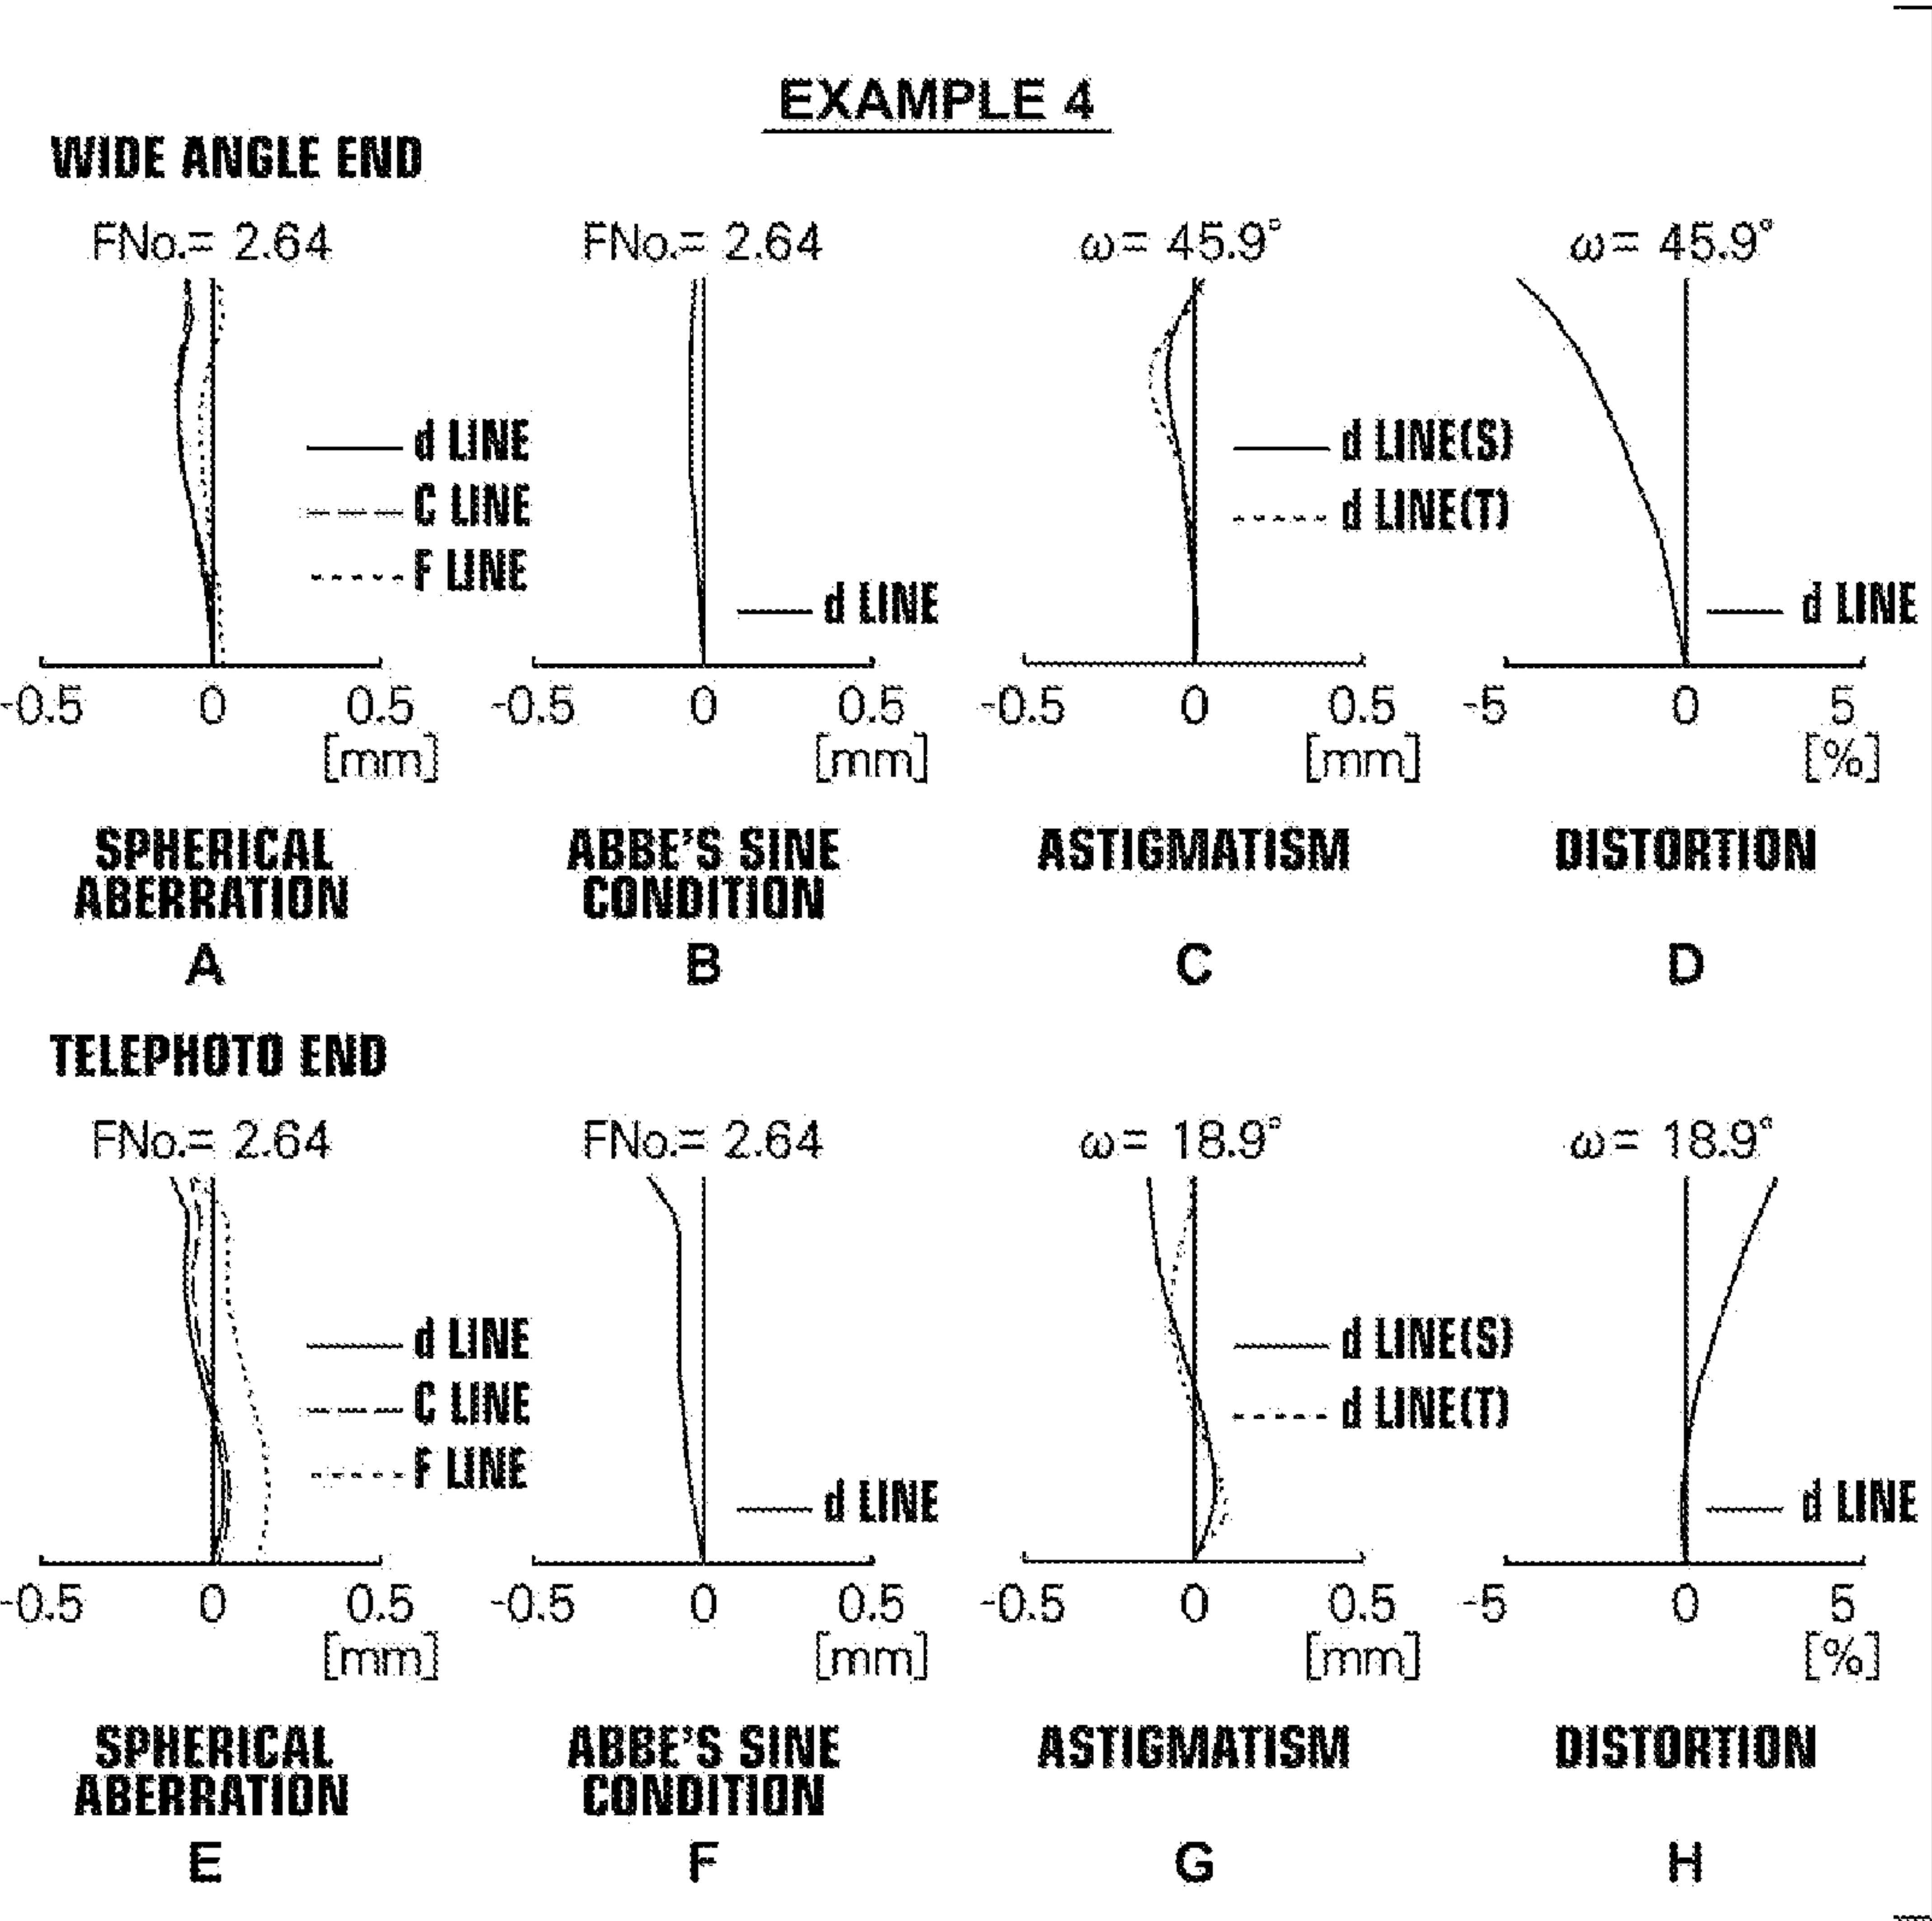 EXAMPLE 4
WIDE ANGLE END
FNo.= 2.64
FNo.= 2.64
ω= 45.9°
ω= 45.9°
d LINE
C LINE
F LINE
d LINE
d LINE(S)
d LINE(T)
d LINE
-0.5 0 0.5
[mm]
-0.5 0 0.5
[mm]
-0.5 0 0.5
[mm]
-5 0 5
[%]
SPHERICAL
ABERRATION
A
ABBE'S SINE
CONDITION
B
ASTIGMATISM
C
DISTORTION
D
TELEPHOTO END
FNo.= 2.64
FNo.= 2.64
ω= 18.9°
ω= 18.9°
d LINE
C LINE
F LINE
d LINE
d LINE(S)
d LINE(T)
d LINE
-0.5 0 0.5
[mm]
-0.5 0 0.5
[mm]
-0.5 0 0.5
[mm]
-5 0 5
[%]
SPHERICAL
ABERRATION
E
ABBE'S SINE
CONDITION
F
ASTIGMATISM
G
DISTORTION
H